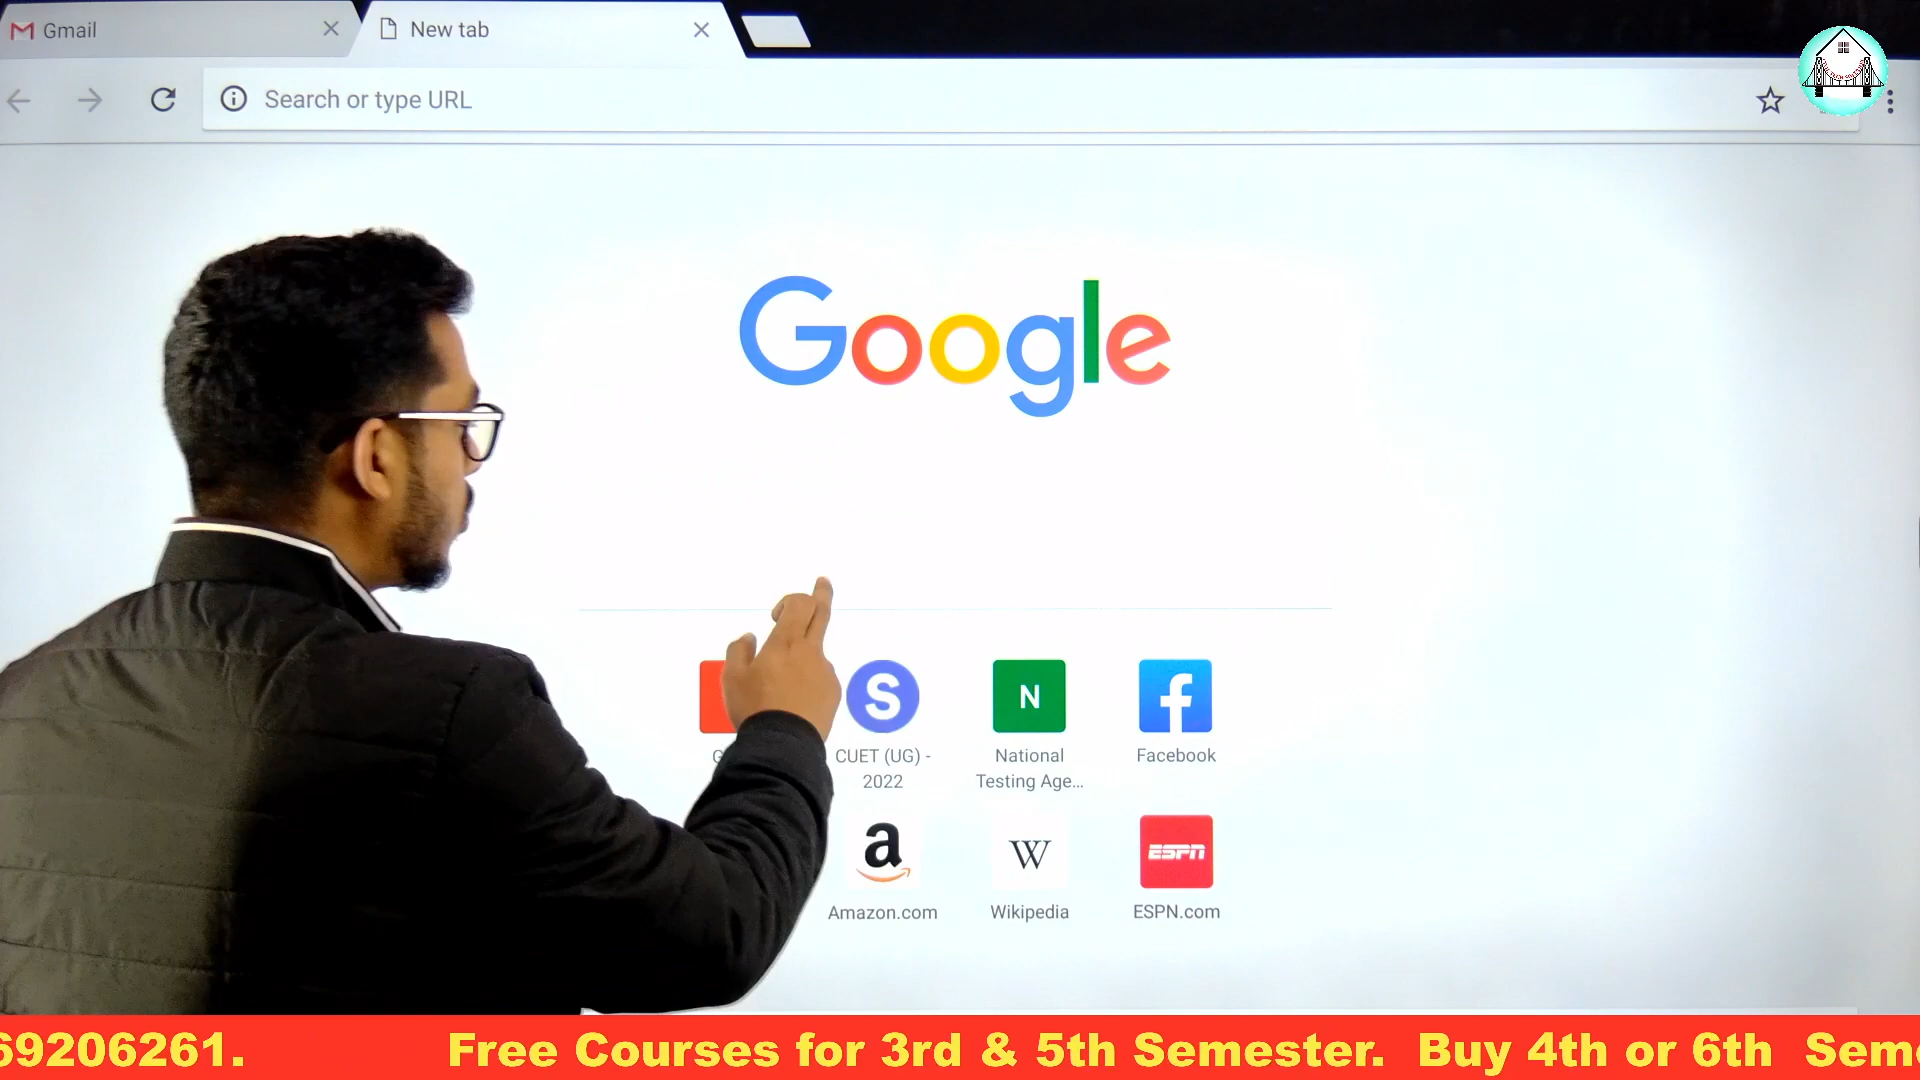 Gmail
New tab
Search or type URL
Google
S
N
f
CUET (UG) -
2022
National
Testing Age...
Facebook
a
W
ESPN
Amazon.com
Wikipedia
ESPN.com
69206261. Free Courses for 3rd & 5th Semester. Buy 4th or 6th